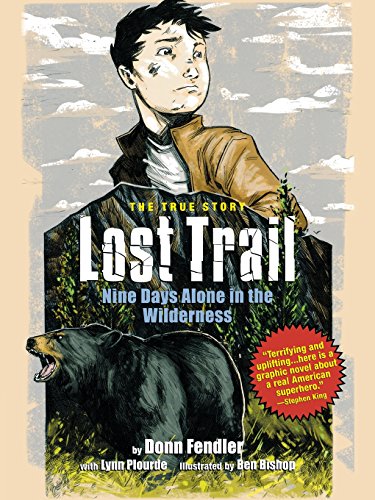 THE TRUE STORY
Lost Trail
Nine Days Alone in the
Wilderness
"Terrifying and
uplifting...here is a
graphic novel about
a real American
superhero."
—Stephen King
by Donn Fendler
with Lynn Plourde Illustrated by Ben Bishop